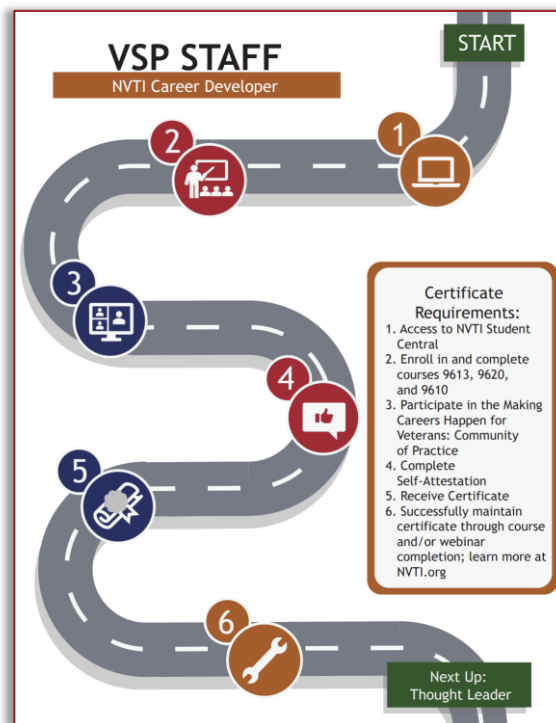 START
VSP STAFF
NVTI Career Developer
1
2
3
4
5
6
Certificate
Requirements:
1. Access to NVTI Student
Central
2. Enroll in and complete
courses 9613, 9620,
and 9610
3. Participate in the Making
Careers Happen for
Veterans: Community
of Practice
4. Complete
Self-Attestation
5. Receive Certificate
6. Successfully maintain
certificate through course
and/or webinar
completion; learn more at
NVTI.org
Next Up:
Thought Leader